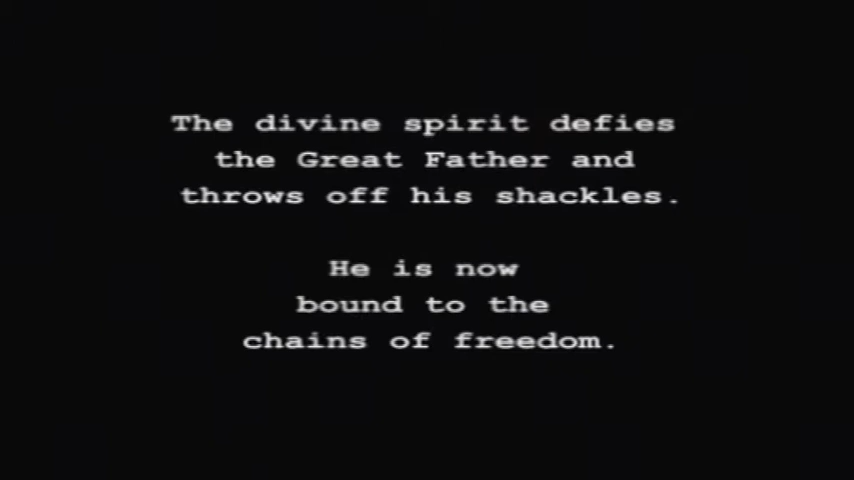 The divine spirit defies
the Great Father and
throws off his shackles.
He is now
bound to the
chains of freedom.